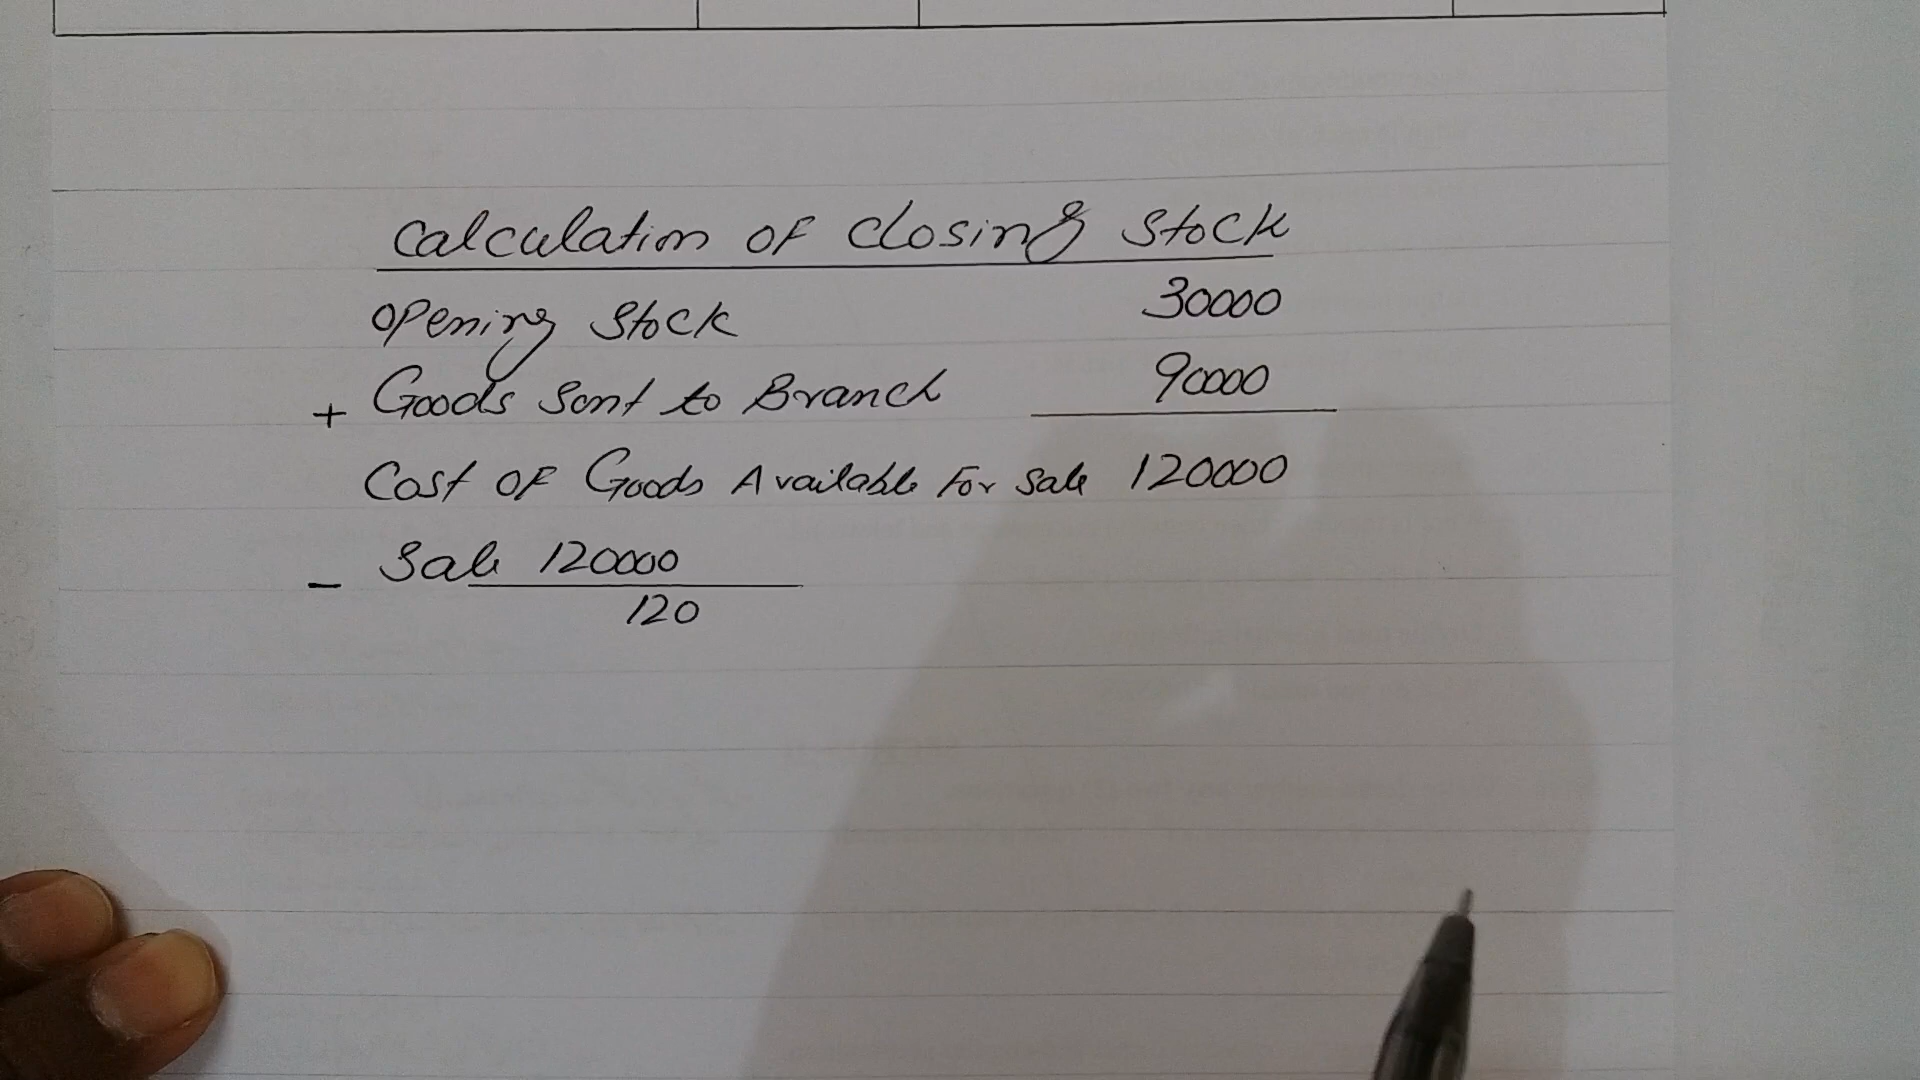 Calculation OF Closing Stock
Opening Stock 30000
+ Goods Sent to Branch 90000
Cost OF Goods Available For Sale 120000
- Sale 120000
120